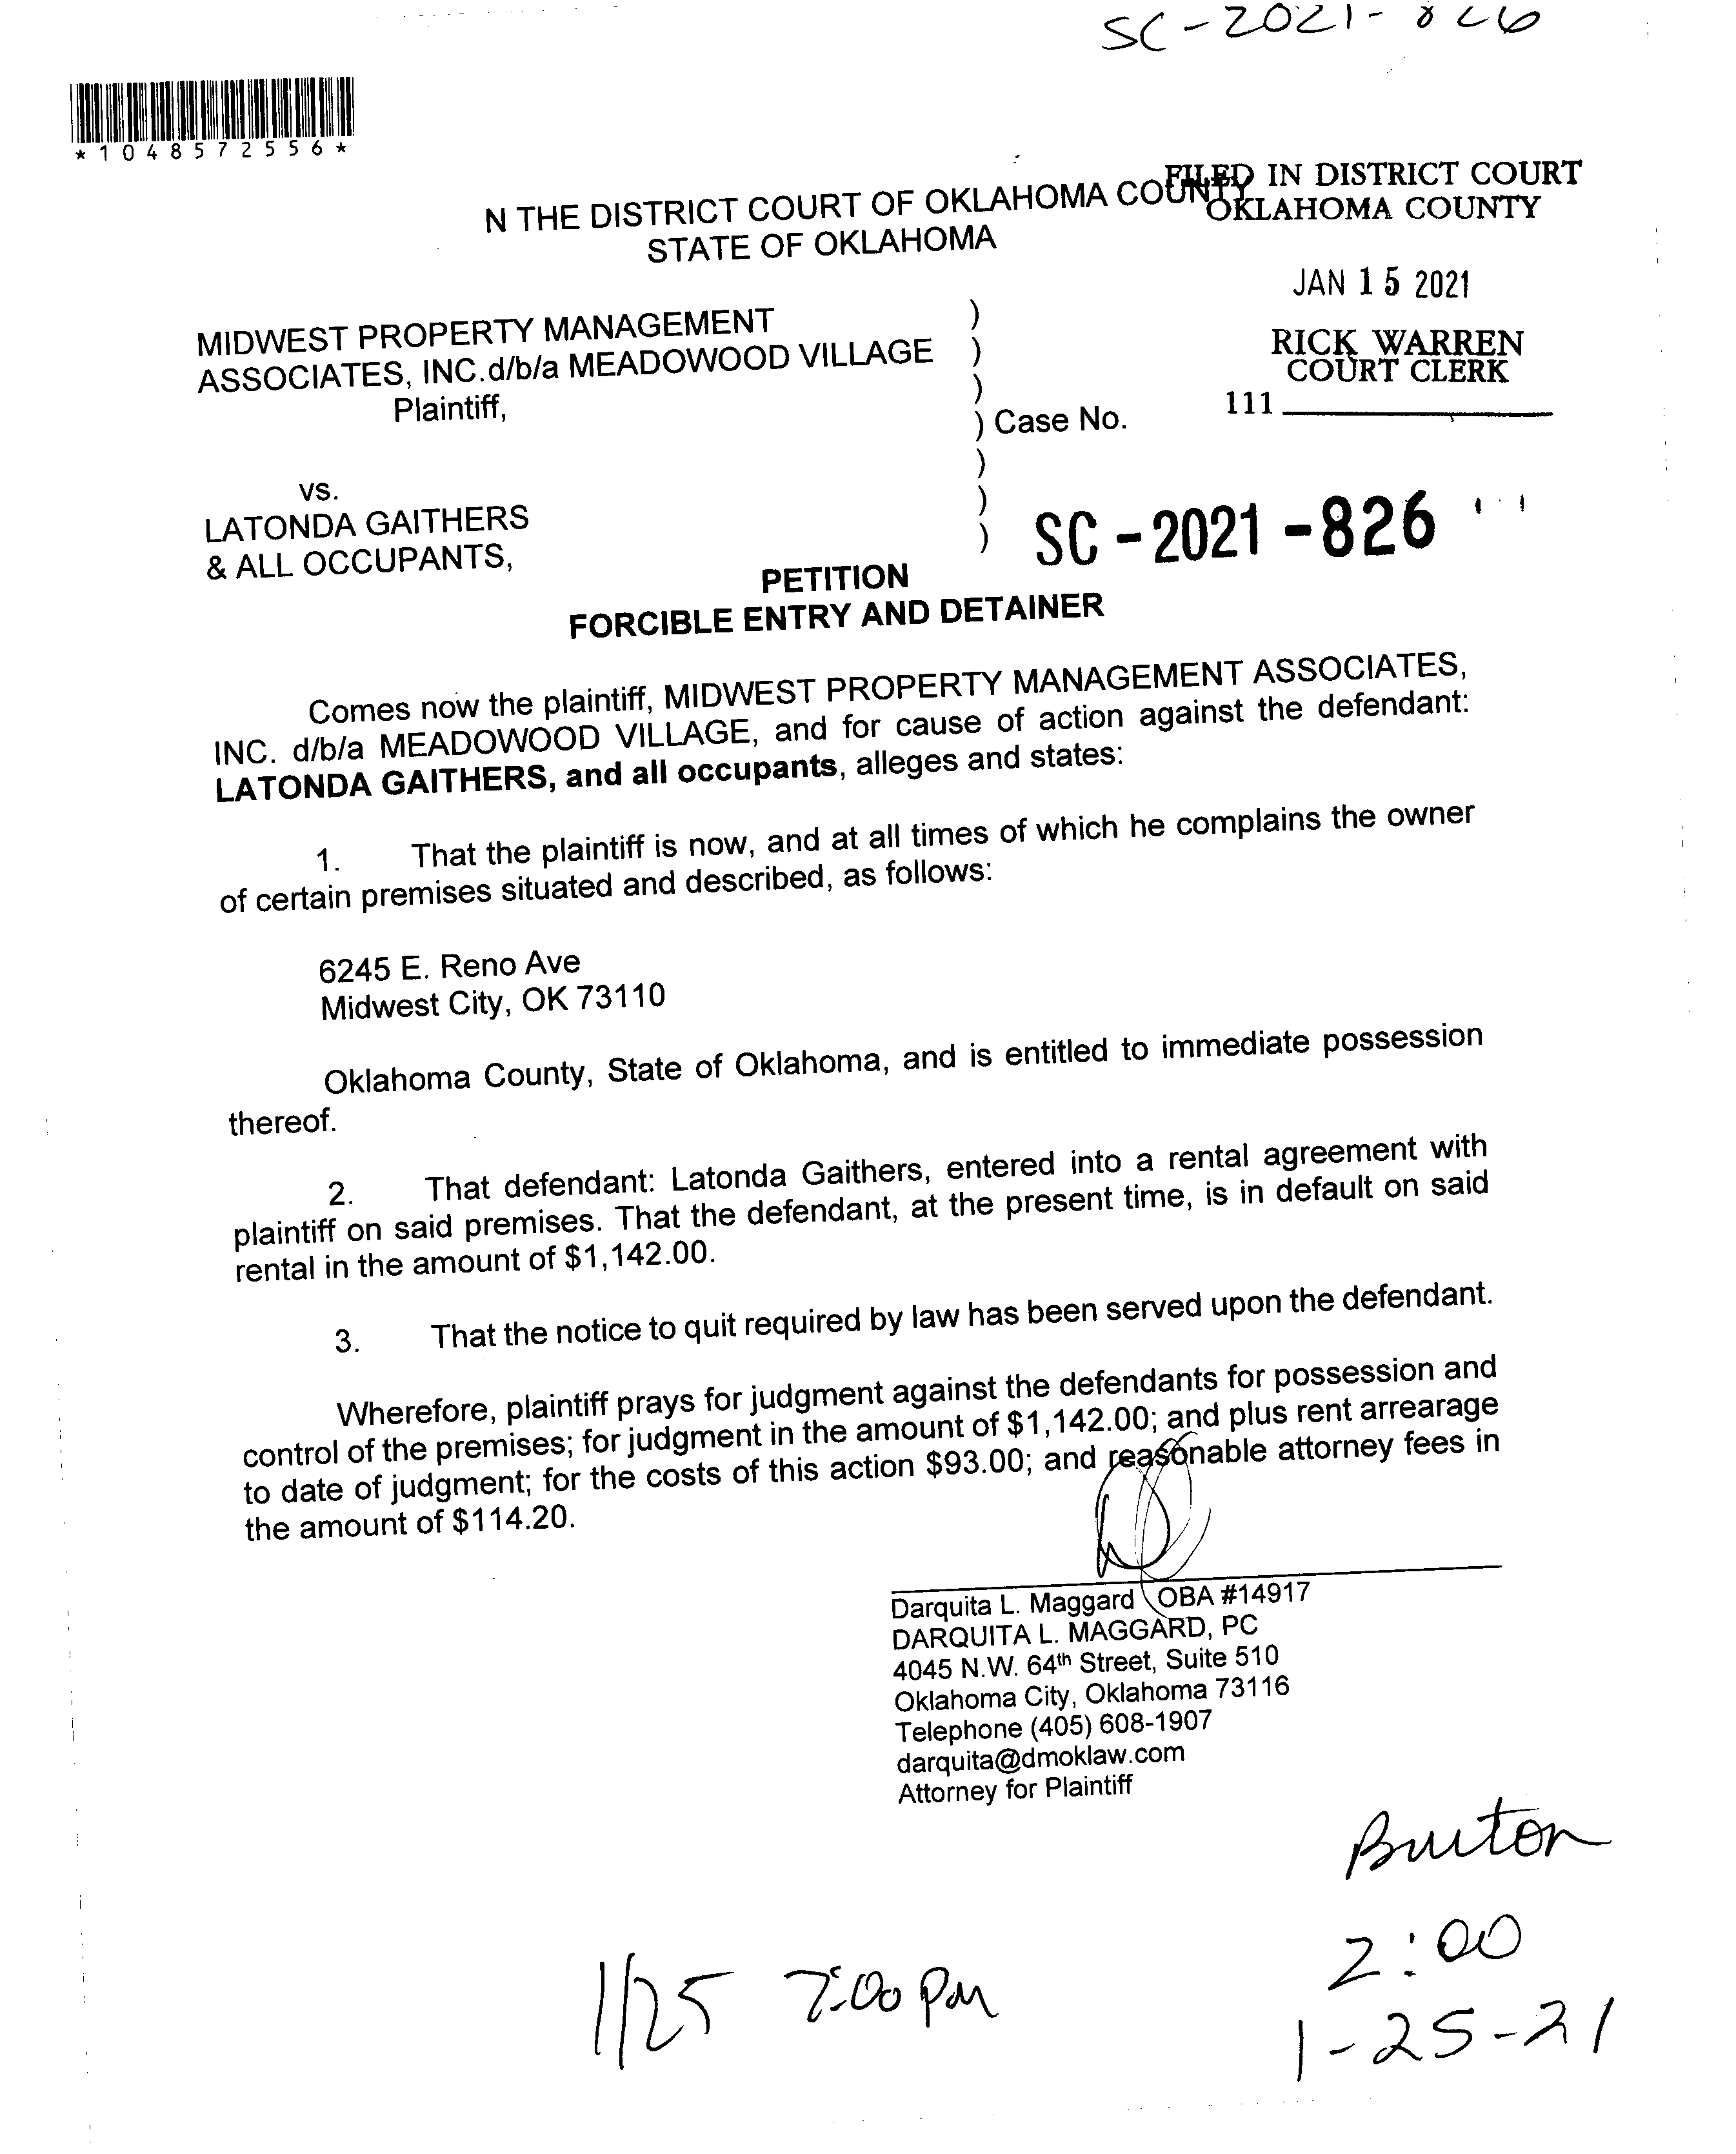 SC-2021-826
*1048572556*
FILED IN DISTRICT COURT
OKLAHOMA COUNTY
N THE DISTRICT COURT OF OKLAHOMA COUNTY
STATE OF OKLAHOMA
JAN 15 2021
RICK WARREN
COURT CLERK
111
MIDWEST PROPERTY MANAGEMENT )
ASSOCIATES, INC.d/b/a MEADOWOOD VILLAGE )
Plaintiff, )
) Case No.
)
vs. )
LATONDA GAITHERS )
& ALL OCCUPANTS,
SC-2021-826
PETITION
FORCIBLE ENTRY AND DETAINER
Comes now the plaintiff, MIDWEST PROPERTY MANAGEMENT ASSOCIATES,
INC. d/b/a MEADOWOOD VILLAGE, and for cause of action against the defendant:
LATONDA GAITHERS, and all occupants, alleges and states:
1. That the plaintiff is now, and at all times of which he complains the owner
of certain premises situated and described, as follows:
6245 E. Reno Ave
Midwest City, OK 73110
Oklahoma County, State of Oklahoma, and is entitled to immediate possession
thereof.
2. That defendant: Latonda Gaithers, entered into a rental agreement with
plaintiff on said premises. That the defendant, at the present time, is in default on said
rental in the amount of $1,142.00.
3. That the notice to quit required by law has been served upon the defendant.
Wherefore, plaintiff prays for judgment against the defendants for possession and
control of the premises; for judgment in the amount of $1,142.00; and plus rent arrearage
to date of judgment; for the costs of this action $93.00; and reasonable attorney fees in
the amount of $114.20.
Darquita L. Maggard OBA #14917
DARQUITA L. MAGGARD, PC
4045 N.W. 64th Street, Suite 510
Oklahoma City, Oklahoma 73116
Telephone (405) 608-1907
darquita@dmoklaw.com
Attorney for Plaintiff
Burton
2:00
1-25-21
1/25 7:00 PM